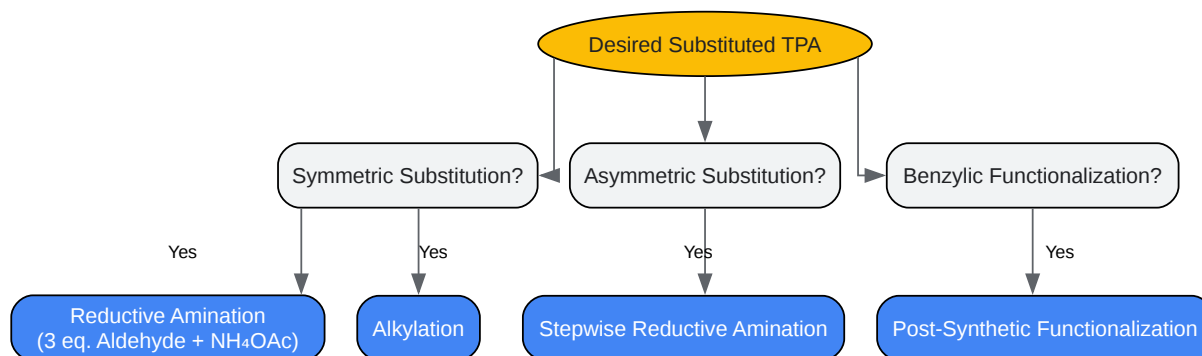 Desired Substituted TPA
Symmetric Substitution?
Asymmetric Substitution?
Benzylic Functionalization?
Yes
Yes
Yes
Yes
Reductive Amination
(3 eq. Aldehyde + NH₄OAc)
Alkylation
Stepwise Reductive Amination
Post-Synthetic Functionalization